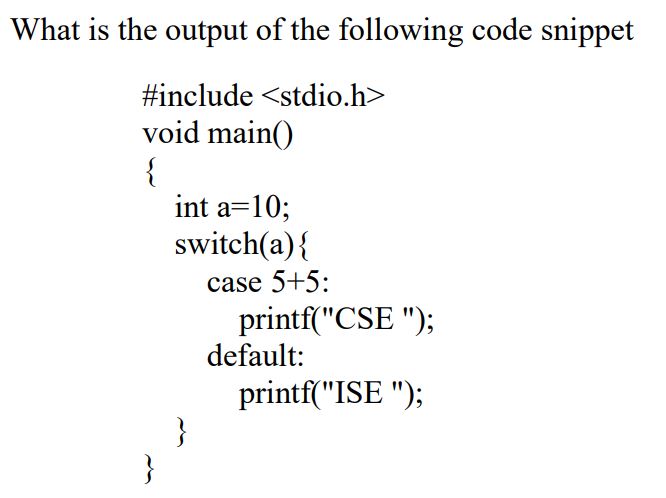 What is the output of the following code snippet
#include <stdio.h>
void main()
{
int a=10;
switch(a){
case 5+5:
printf("CSE ");
default:
printf("ISE ");
}
}